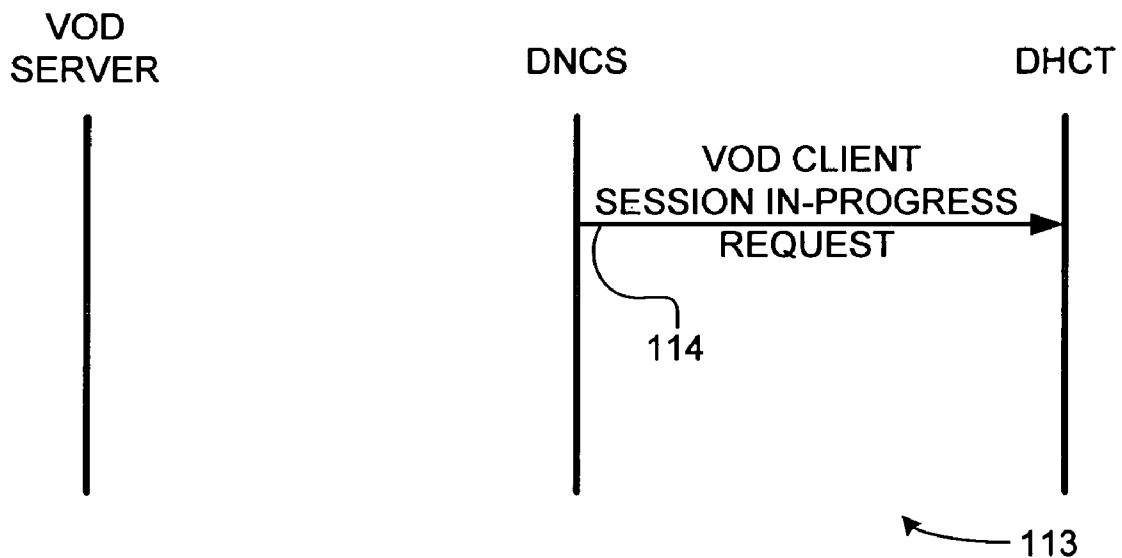 VOD
SERVER
DNCS
DHCT
VOD CLIENT
SESSION IN-PROGRESS
REQUEST
114
113